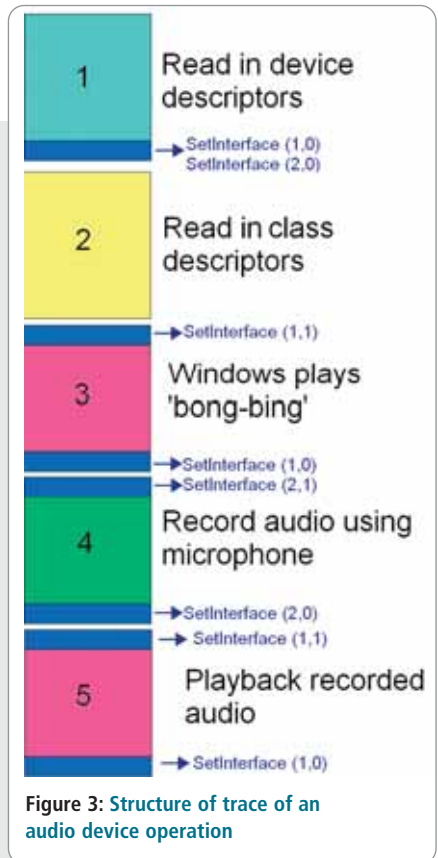 1
Read in device
descriptors
SetInterface (1,0)
SetInterface (2,0)
2
Read in class
descriptors
SetInterface (1,1)
3
Windows plays
'bong-bing'
SetInterface (1,0)
SetInterface (2,1)
4
Record audio using
microphone
SetInterface (2,0)
SetInterface (1,1)
5
Playback recorded
audio
SetInterface (1,0)
Figure 3: Structure of trace of an
audio device operation